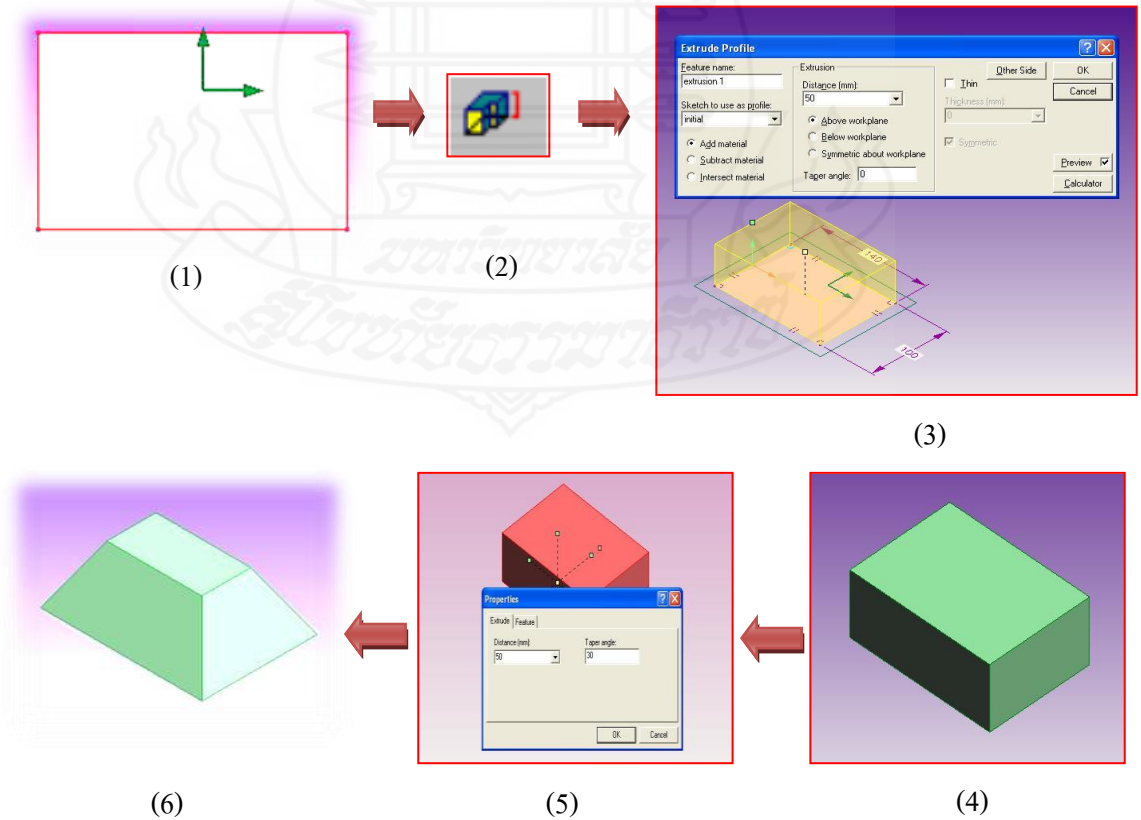 (1)
(2)
Extrude Profile
Feature name:
extrusion 1
Sketch to use as profile:
initial
Add material
Subtract material
Intersect material
Extrusion
Distance (mm):
50
Above workplane
Below workplane
Symmetric about workplane
Taper angle: 0
Other Side
Thin
Thickness (mm):
0
Symmetric
OK
Cancel
Preview
Calculator
140
100
(3)
Properties
Extrude Feature
Distance (mm):
50
Taper angle:
30
OK Cancel
(6)
(5)
(4)